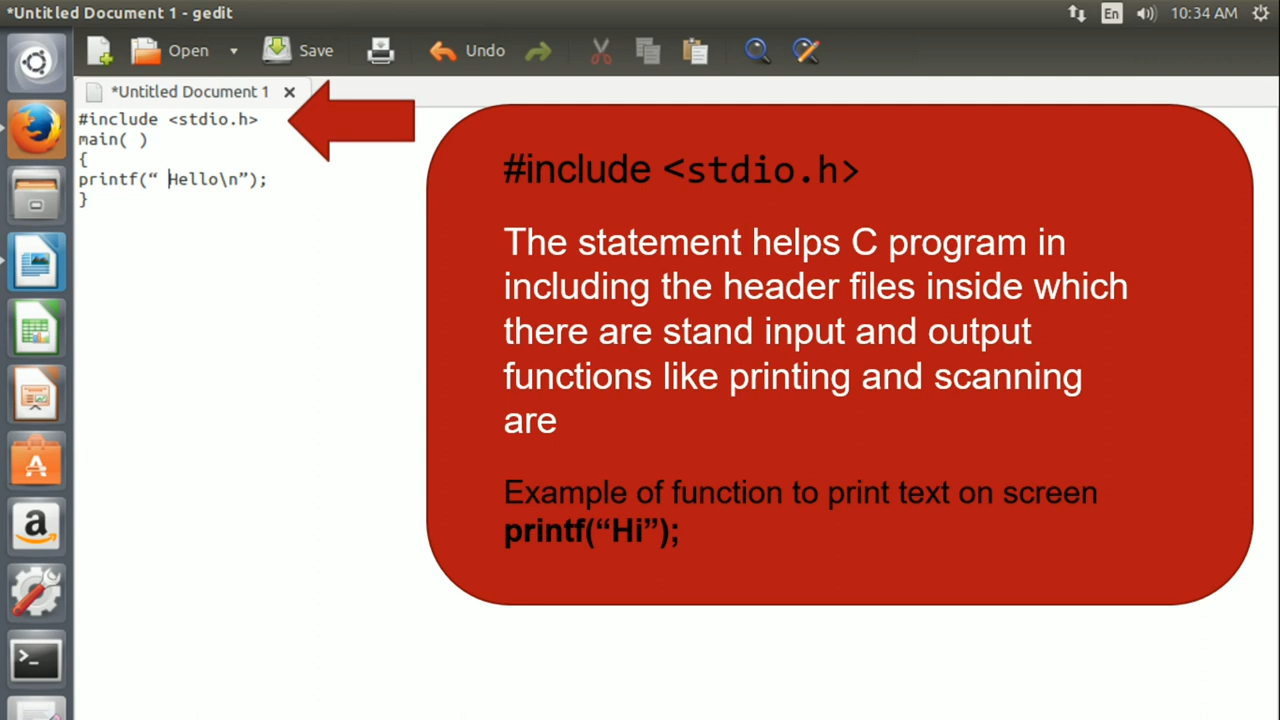 *Untitled Document 1 - gedit
En
10:34 AM
Open
Save
Undo
*Untitled Document 1
#include <stdio.h>
main( )
{
printf(“ Hello\n”);
}
#include <stdio.h>
The statement helps C program in
including the header files inside which
there are stand input and output
functions like printing and scanning
are
Example of function to print text on screen
printf(“Hi”);